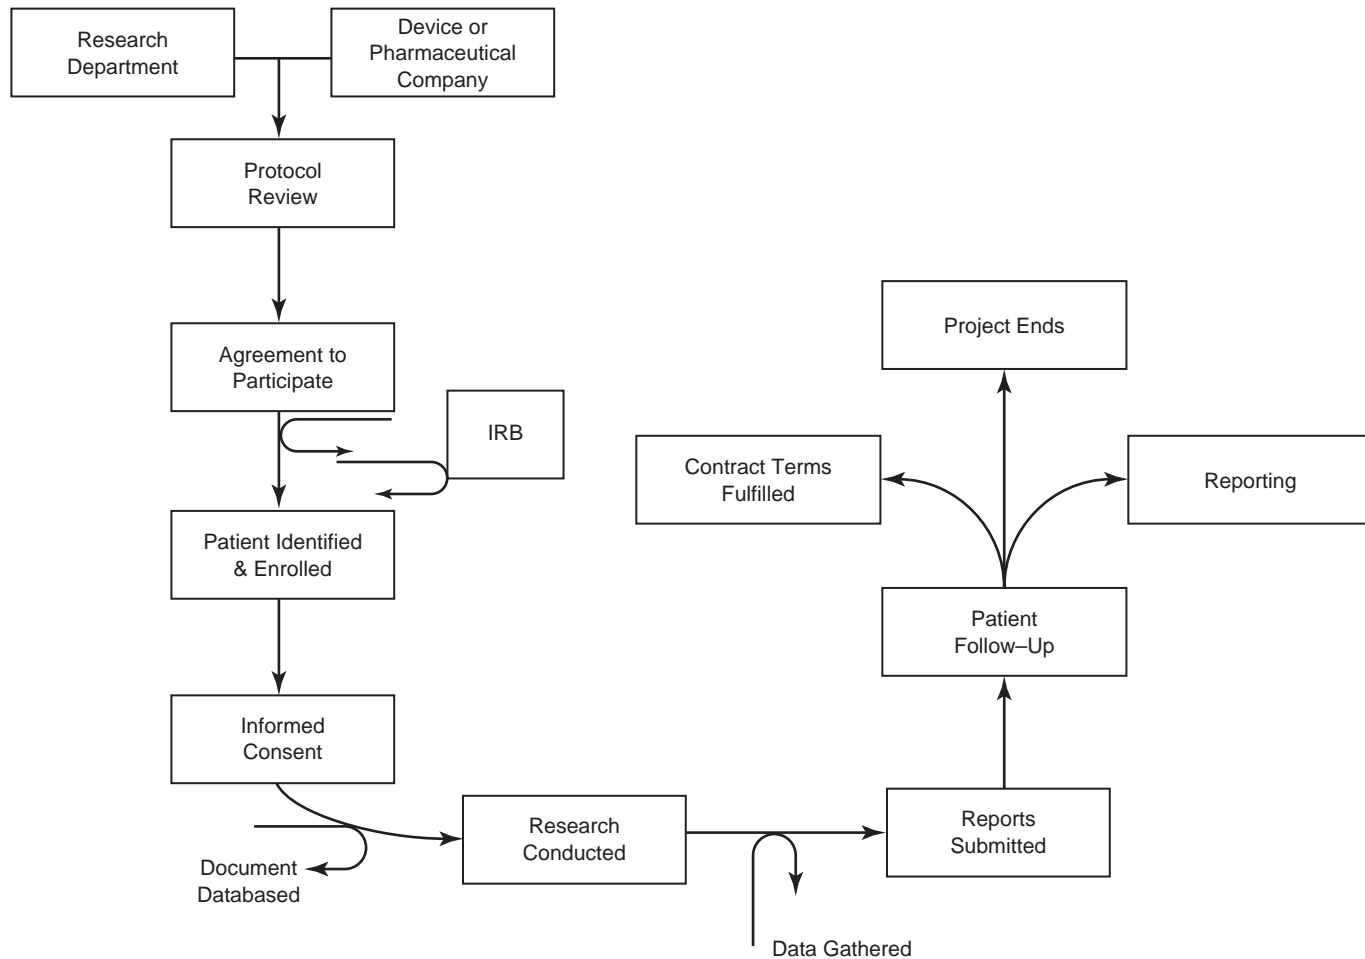 Research
Department
Device or
Pharmaceutical
Company
Protocol
Review
Agreement to
Participate
IRB
Patient Identified
& Enrolled
Informed
Consent
Document
Databased
Research
Conducted
Data Gathered
Reports
Submitted
Patient
Follow–Up
Contract Terms
Fulfilled
Project Ends
Reporting